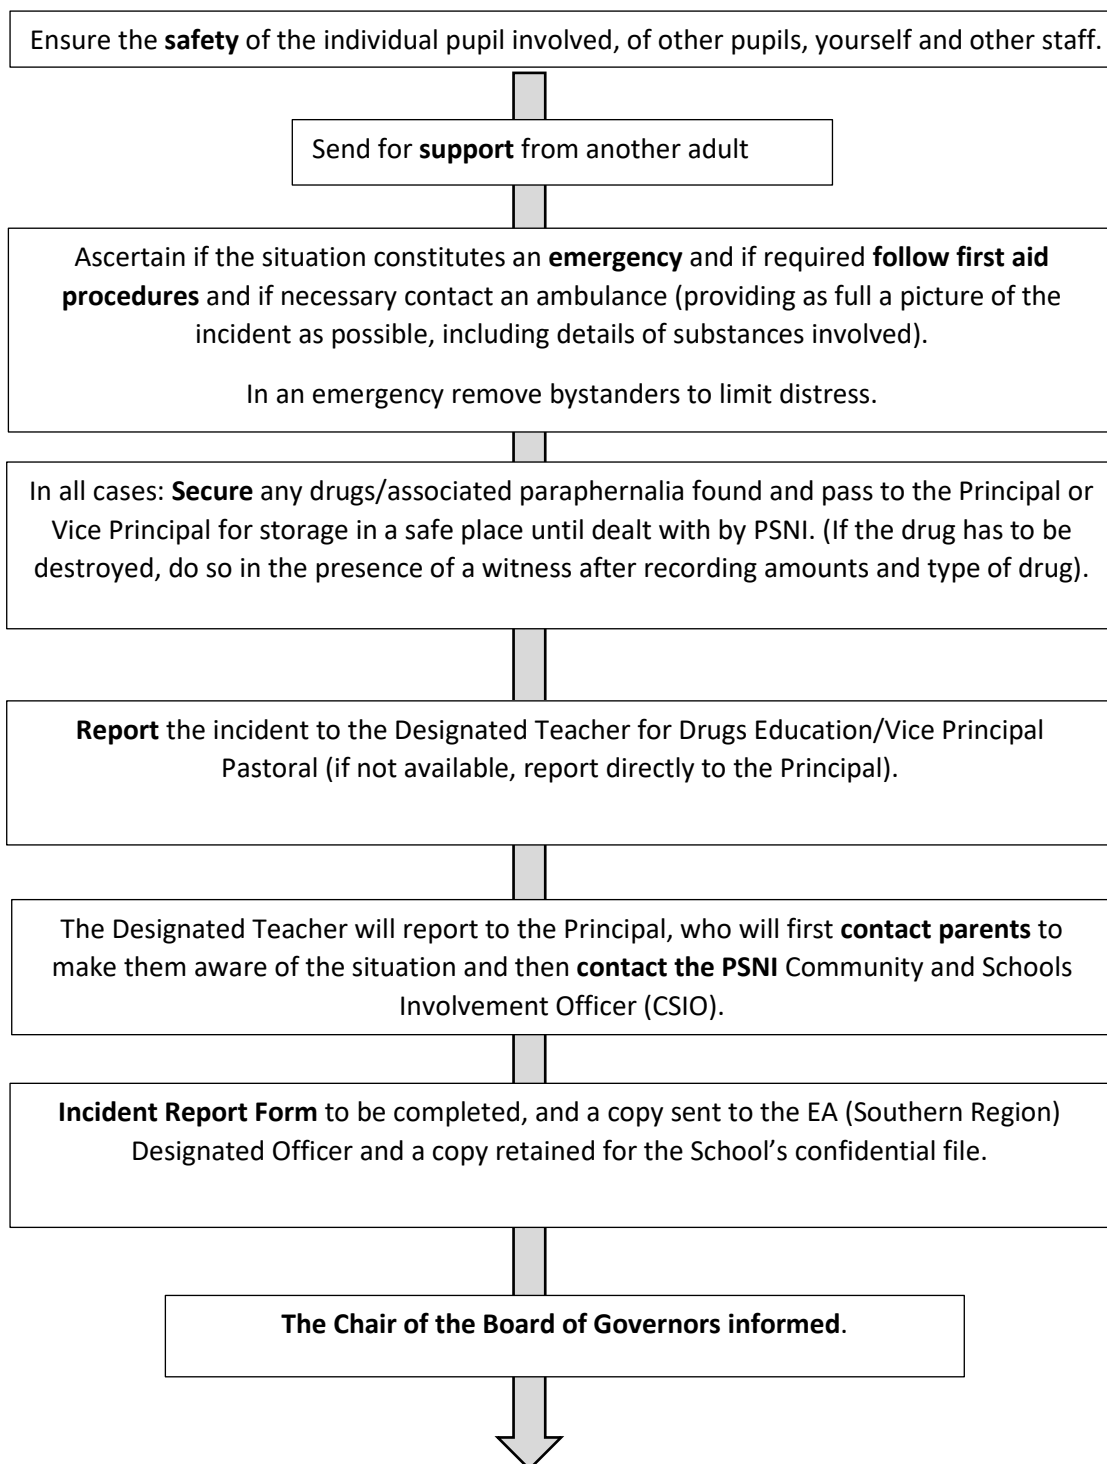 Ensure the safety of the individual pupil involved, of other pupils, yourself and other staff.
Send for support from another adult
Ascertain if the situation constitutes an emergency and if required follow first aid
procedures and if necessary contact an ambulance (providing as full a picture of the
incident as possible, including details of substances involved).
In an emergency remove bystanders to limit distress.
In all cases: Secure any drugs/associated paraphernalia found and pass to the Principal or
Vice Principal for storage in a safe place until dealt with by PSNI. (If the drug has to be
destroyed, do so in the presence of a witness after recording amounts and type of drug).
Report the incident to the Designated Teacher for Drugs Education/Vice Principal
Pastoral (if not available, report directly to the Principal).
The Designated Teacher will report to the Principal, who will first contact parents to
make them aware of the situation and then contact the PSNI Community and Schools
Involvement Officer (CSIO).
Incident Report Form to be completed, and a copy sent to the EA (Southern Region)
Designated Officer and a copy retained for the School’s confidential file.
The Chair of the Board of Governors informed.